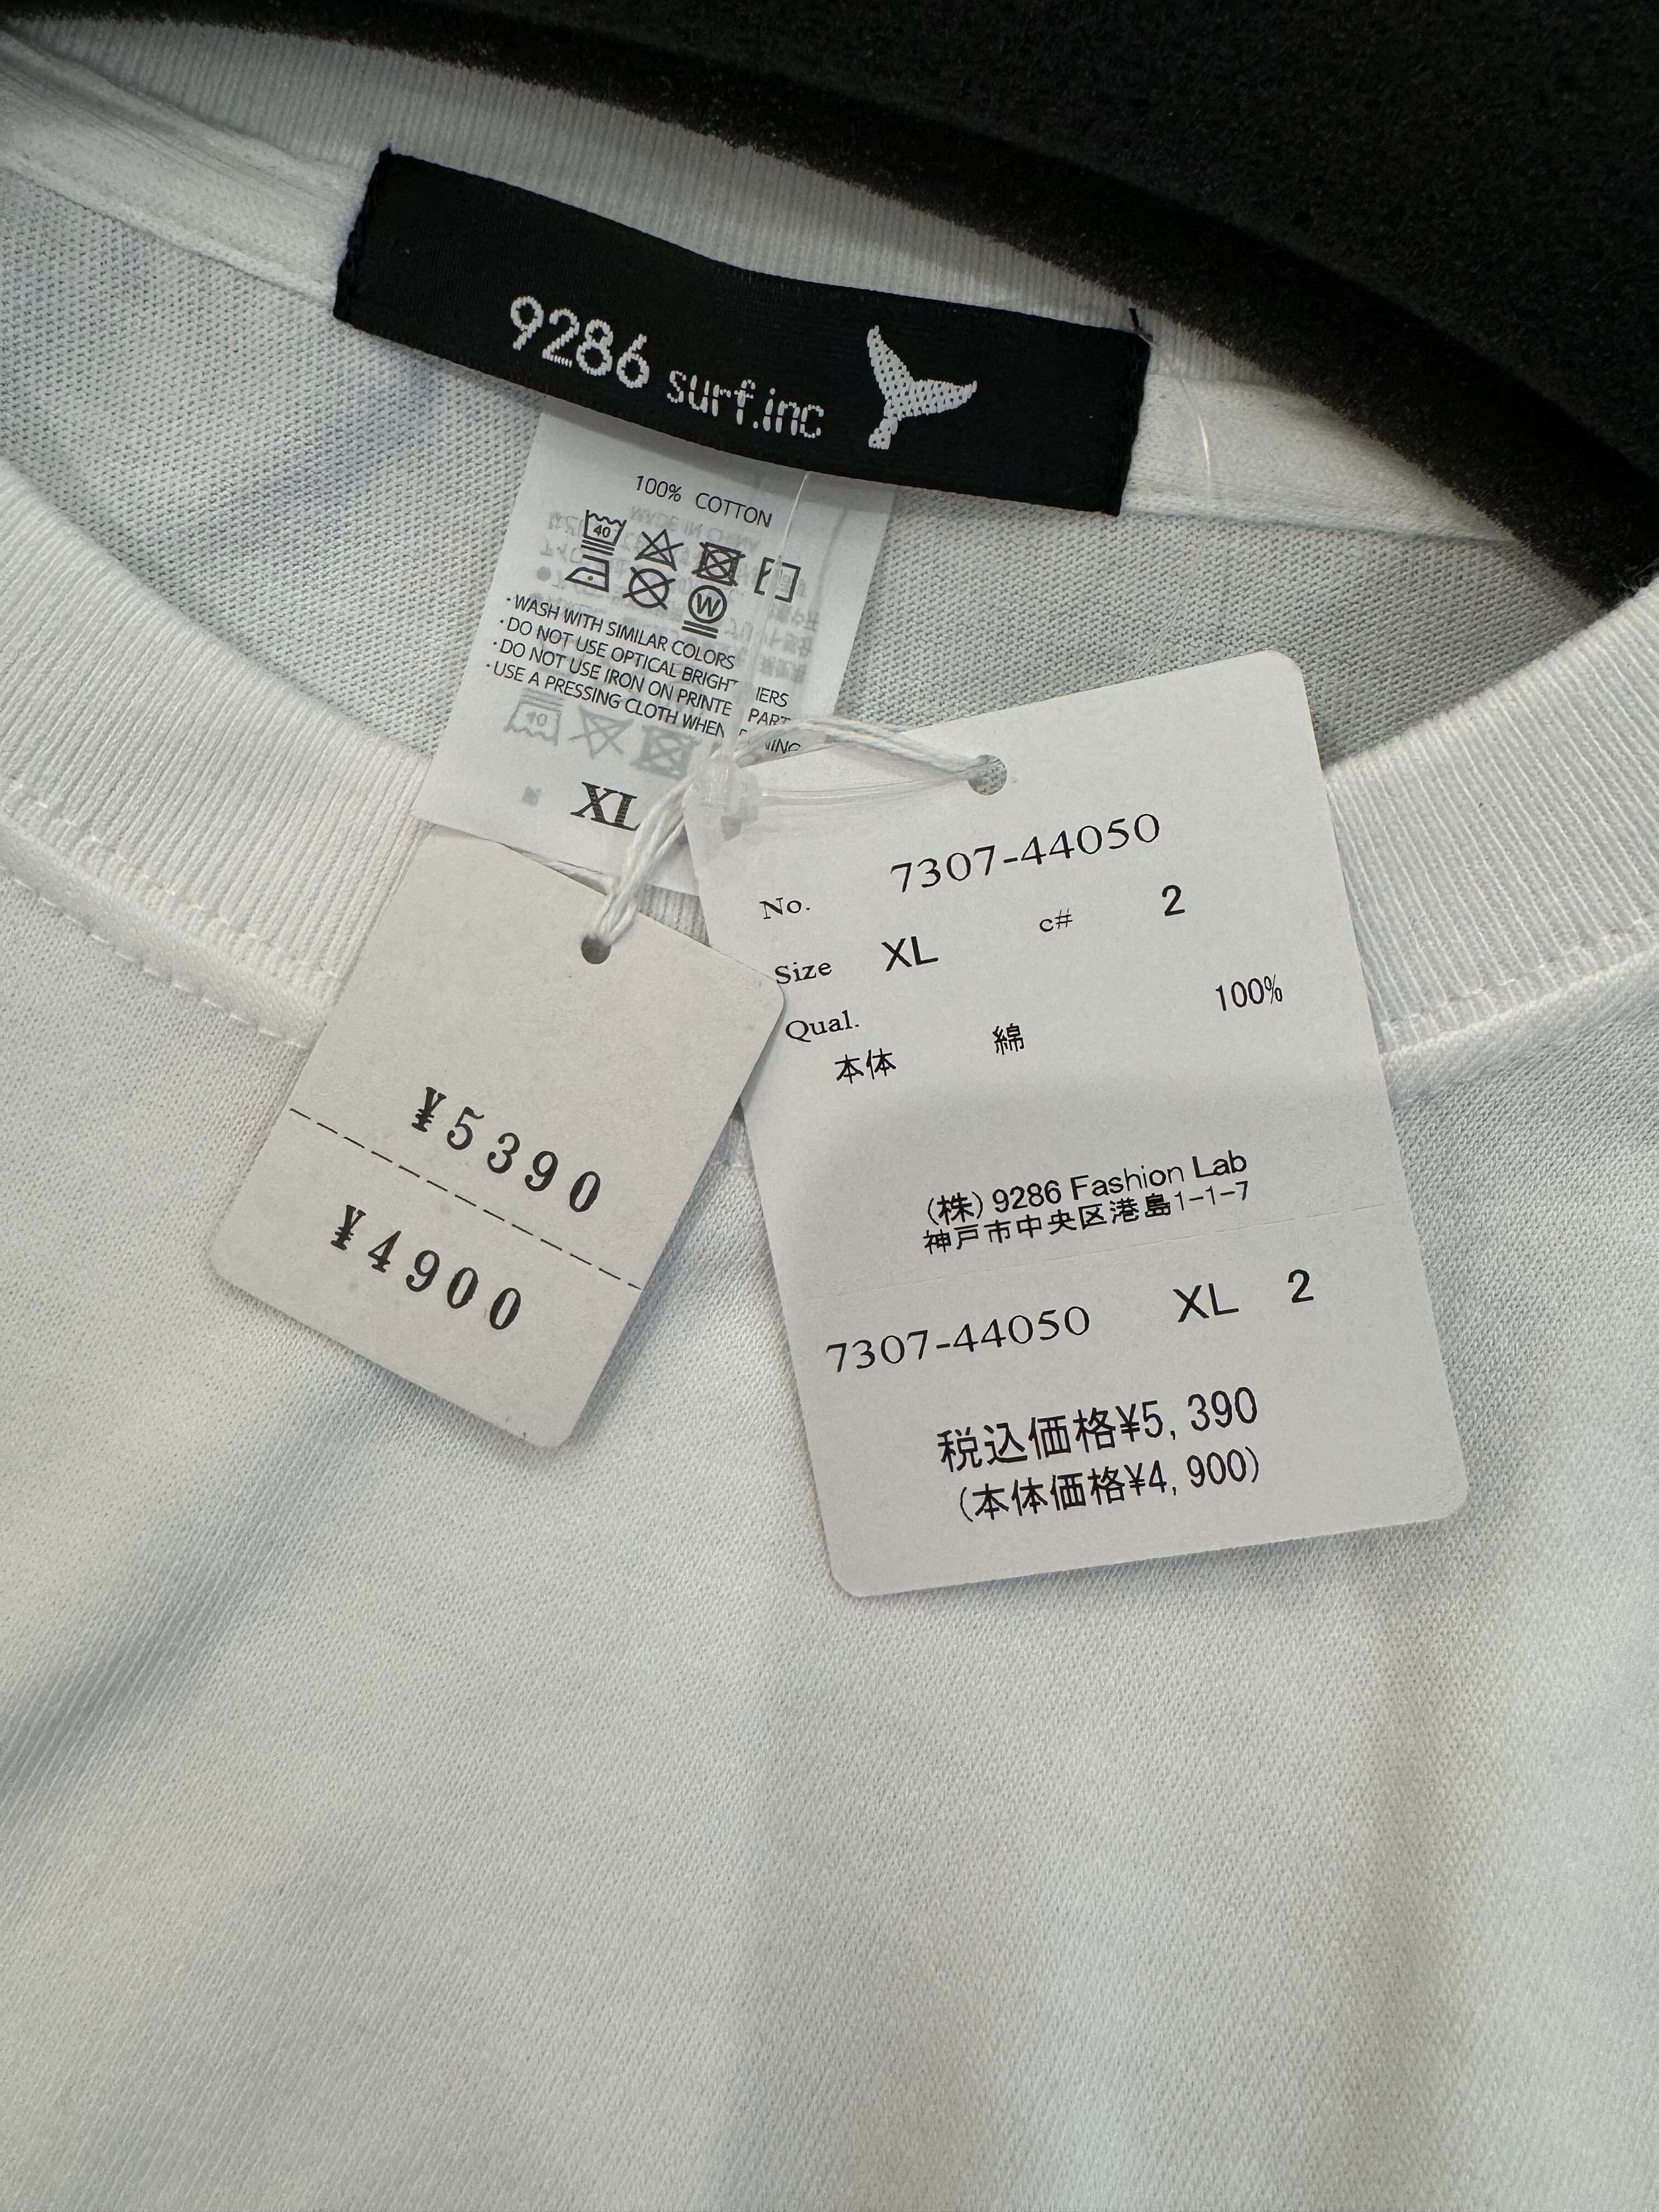 9286 surf.inc
100% COTTON
40
W
· WASH WITH SIMILAR COLORS
· DO NOT USE OPTICAL
· DO NOT USE IRON ON
· USE A PRESSING CLOTH WHEN
XL
¥5390
¥4900
No. 7307-44050
Size XL c# 2
Qual.
本体 綿 100%
(株) 9286 Fashion Lab
神戸市中央区港島1-1-7
7307-44050 XL 2
税込価格¥5,390
(本体価格¥4,900)